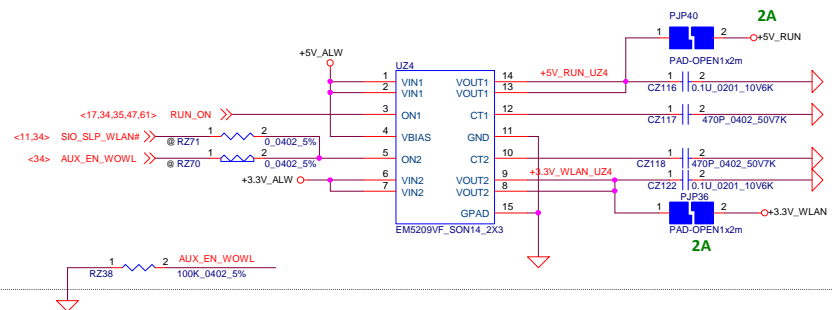 PJP40
2A
1 2
+5V_RUN
PAD-OPEN1x2m
+5V_ALW
UZ4
1 VIN1 VOUT1 14 +5V_RUN_UZ4
2 VIN1 VOUT1 13
CZ116 1 2 0.1U_0201_10V6K
<17,34,35,47,61> RUN_ON 3 ON1 CT1 12
CZ117 1 2 470P_0402_50V7K
<11,34> SIO_SLP_WLAN# @ RZ71 1 2 0_0402_5%
4 VBIAS GND 11
<34> AUX_EN_WOWL @ RZ70 1 2 0_0402_5%
5 ON2 CT2 10
CZ118 1 2 470P_0402_50V7K
+3.3V_ALW 6 VIN2 VOUT2 9 +3.3V_WLAN_UZ4
7 VIN2 VOUT2 8
CZ122 1 2 0.1U_0201_10V6K
PJP36
1 2
+3.3V_WLAN
GPAD 15
EM5209VF_SON14_2X3
PAD-OPEN1x2m
2A
1 2 AUX_EN_WOWL
RZ38 100K_0402_5%